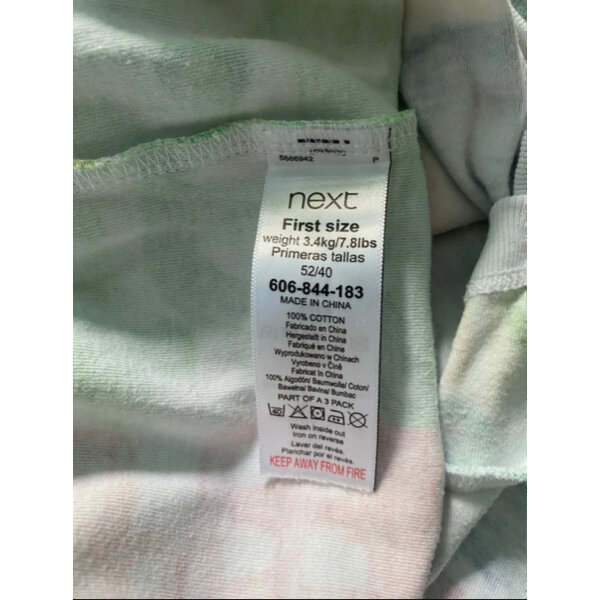 5666942 P
next
First size
weight 3.4kg/7.8lbs
Primeras tallas
52/40
606-844-183
MADE IN CHINA
100% COTTON
Fabricado en China
Hergestellt in China
Fabriqué en Chine
Wyprodukowano w Chinach
Vyrobeno v Číně
Fabricat în China
100% Algodón/ Baumwolle/ Coton/
Bawełna/ Bavlna/ Bumbac
PART OF A 3 PACK
40
Wash inside out
Iron on reverse
Lavar del revés.
Planchar por el revés.
KEEP AWAY FROM FIRE